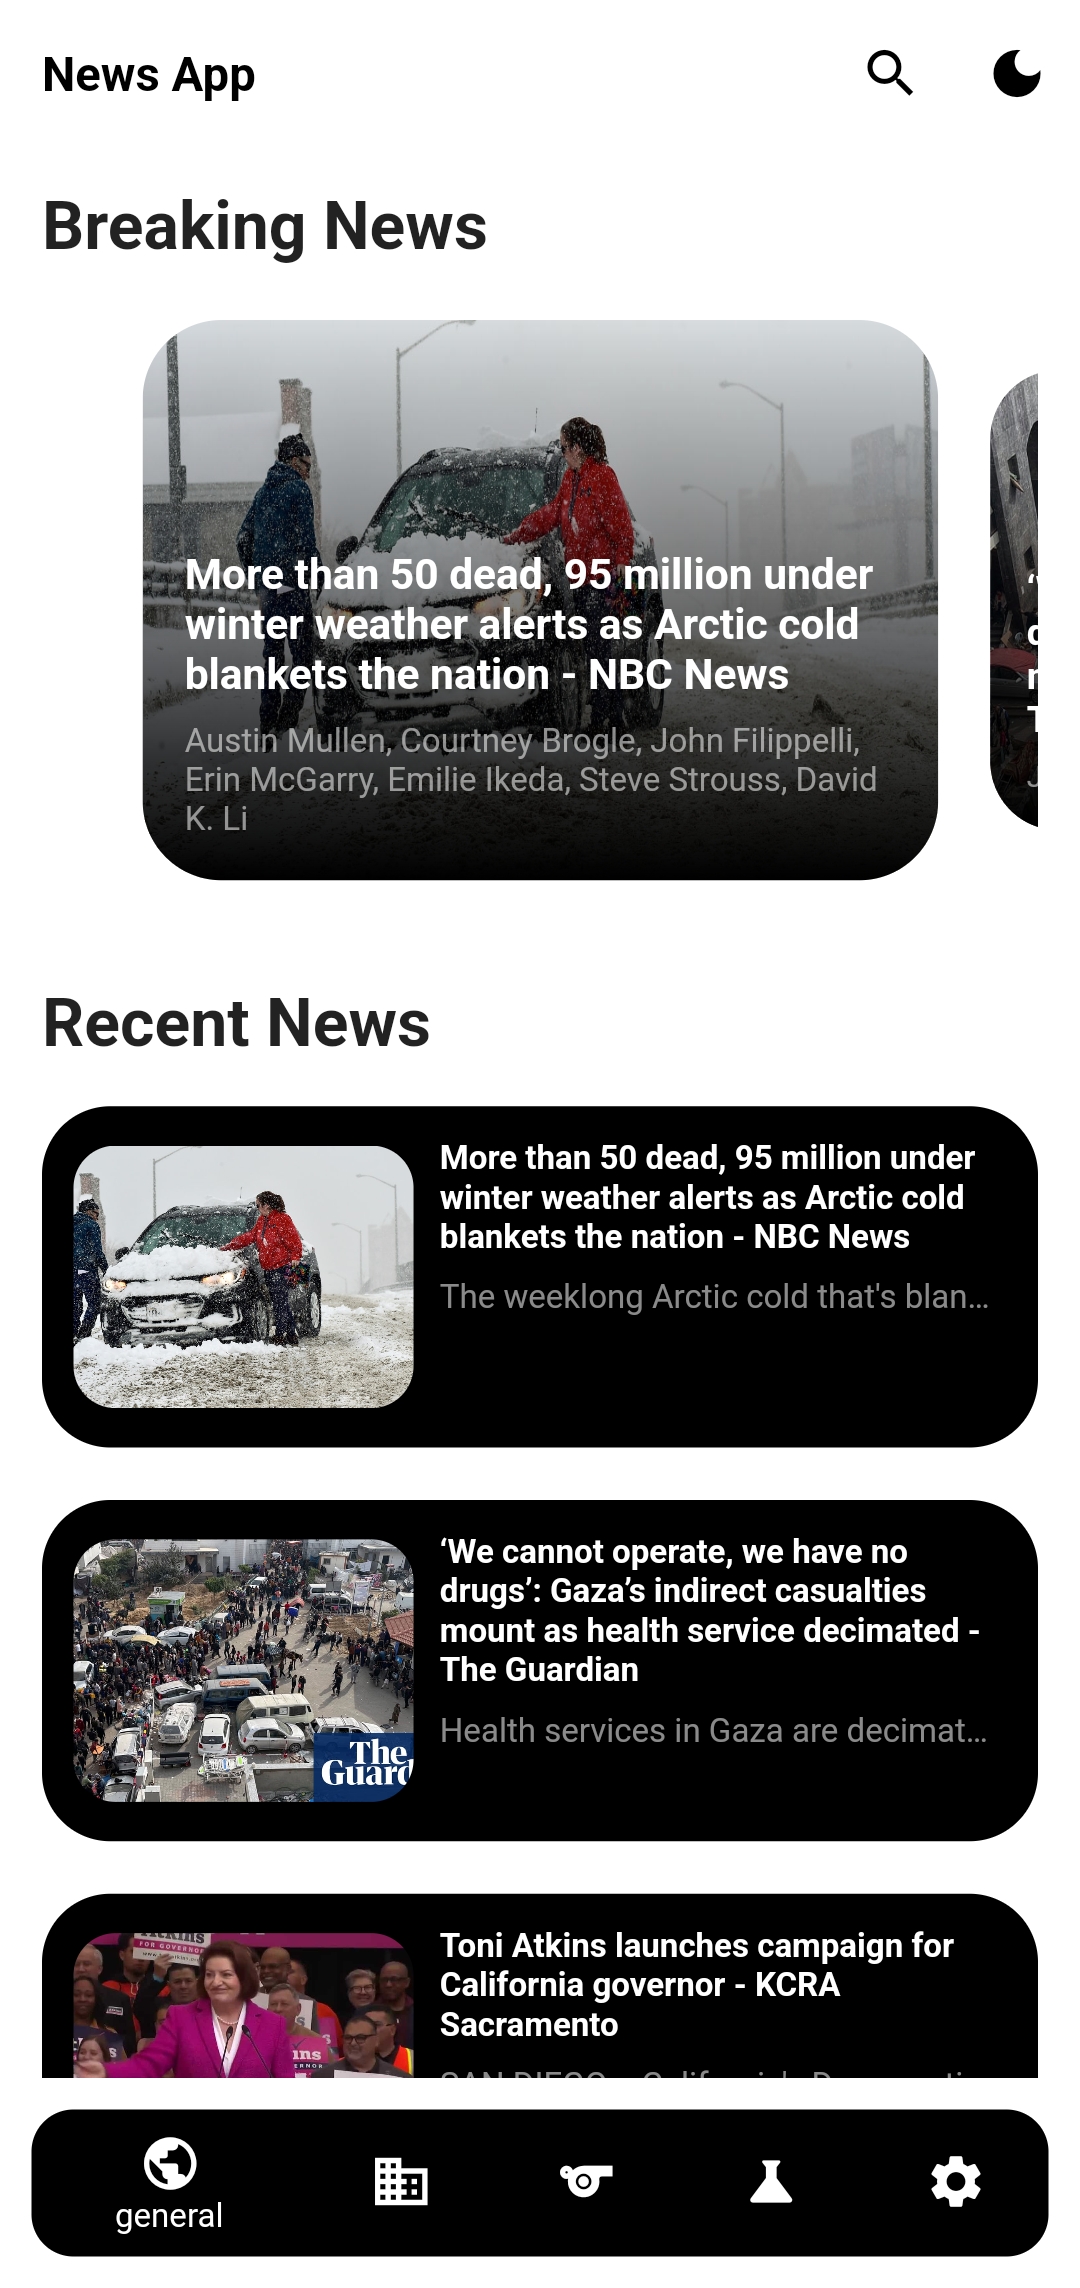 News App
Breaking News
More than 50 dead, 95 million under
winter weather alerts as Arctic cold
blankets the nation - NBC News
Austin Mullen, Courtney Brogle, John Filippelli,
Erin McGarry, Emilie Ikeda, Steve Strouss, David
K. Li
Recent News
More than 50 dead, 95 million under
winter weather alerts as Arctic cold
blankets the nation - NBC News
The weeklong Arctic cold that's blan…
‘We cannot operate, we have no
drugs’: Gaza’s indirect casualties
mount as health service decimated -
The Guardian
Health services in Gaza are decimat…
The
Guard
Toni Atkins launches campaign for
California governor - KCRA
Sacramento
FOR GOVERNOR
general